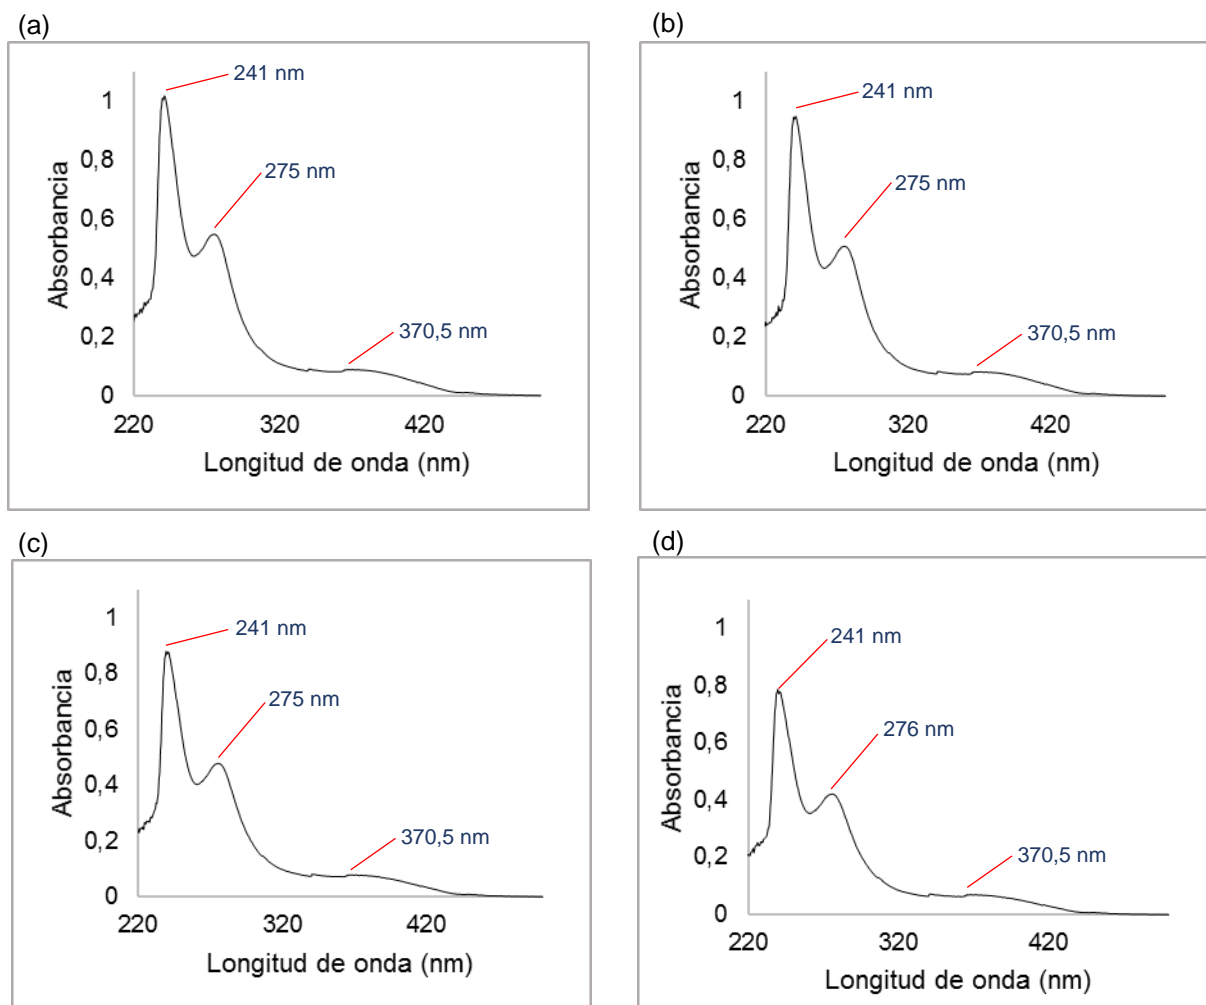 (a)
241 nm
1
0,8
275 nm
0,6
0,4
370,5 nm
0,2
0
220 320 420
Absorbancia
Longitud de onda (nm)
(b)
241 nm
1
0,8
275 nm
0,6
0,4
370,5 nm
0,2
0
220 320 420
Absorbancia
Longitud de onda (nm)
(c)
1
241 nm
0,8
275 nm
0,6
0,4
370,5 nm
0,2
0
220 320 420
Absorbancia
Longitud de onda (nm)
(d)
1
241 nm
0,8
276 nm
0,6
0,4
370,5 nm
0,2
0
220 320 420
Absorbancia
Longitud de onda (nm)